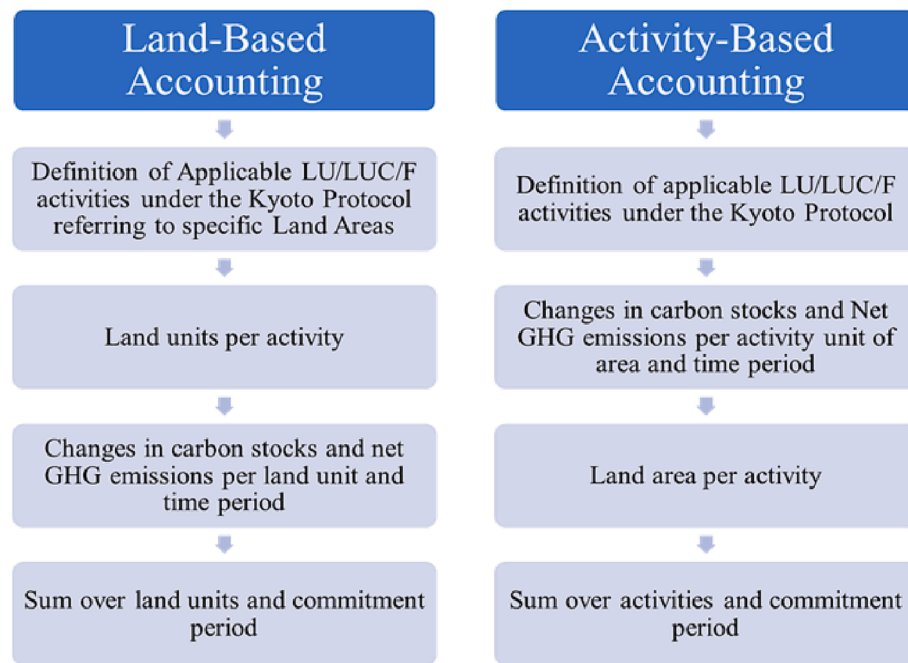 Land-Based
Accounting
Definition of Applicable LU/LUC/F
activities under the Kyoto Protocol
referring to specific Land Areas
Land units per activity
Changes in carbon stocks and net
GHG emissions per land unit and
time period
Sum over land units and commitment
period
Activity-Based
Accounting
Definition of applicable LU/LUC/F
activities under the Kyoto Protocol
Changes in carbon stocks and Net
GHG emissions per activity unit of
area and time period
Land area per activity
Sum over activities and commitment
period